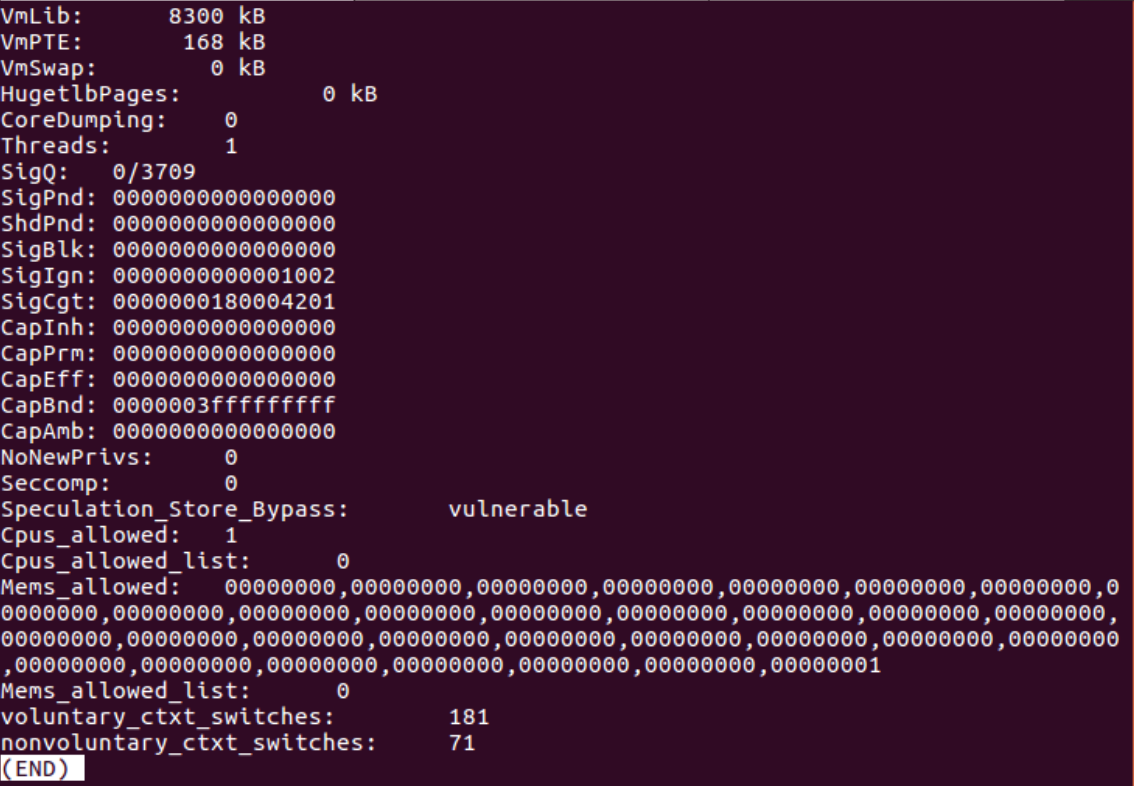 VmLib:      8300 kB
VmPTE:       168 kB
VmSwap:        0 kB
HugetlbPages:          0 kB
CoreDumping:    0
Threads:        1
SigQ:   0/3709
SigPnd: 0000000000000000
ShdPnd: 0000000000000000
SigBlk: 0000000000000000
SigIgn: 0000000000001002
SigCgt: 0000000180004201
CapInh: 0000000000000000
CapPrm: 0000000000000000
CapEff: 0000000000000000
CapBnd: 0000003fffffffff
CapAmb: 0000000000000000
NoNewPrivs:     0
Seccomp:        0
Speculation_Store_Bypass:       vulnerable
Cpus_allowed:   1
Cpus_allowed_list:      0
Mems_allowed:   00000000,00000000,00000000,00000000,00000000,00000000,00000000,0
0000000,00000000,00000000,00000000,00000000,00000000,00000000,00000000,00000000,
00000000,00000000,00000000,00000000,00000000,00000000,00000000,00000000,00000000
,00000000,00000000,00000000,00000000,00000000,00000000,00000001
Mems_allowed_list:      0
voluntary_ctxt_switches:        181
nonvoluntary_ctxt_switches:     71
(END)